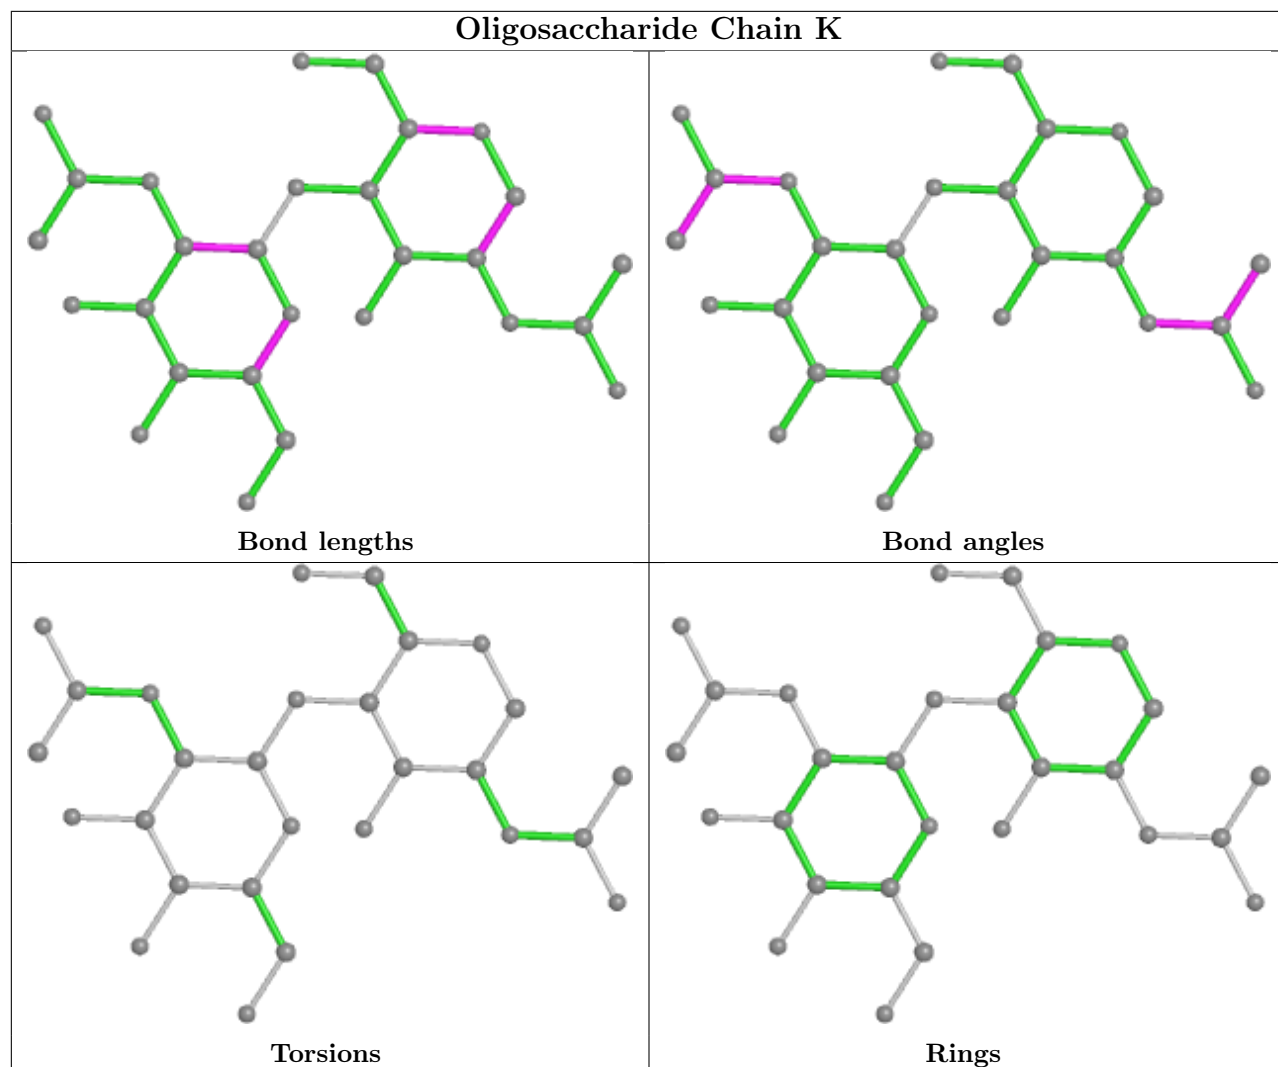 Oligosaccharide Chain K
Bond lengths
Bond angles
Torsions
Rings